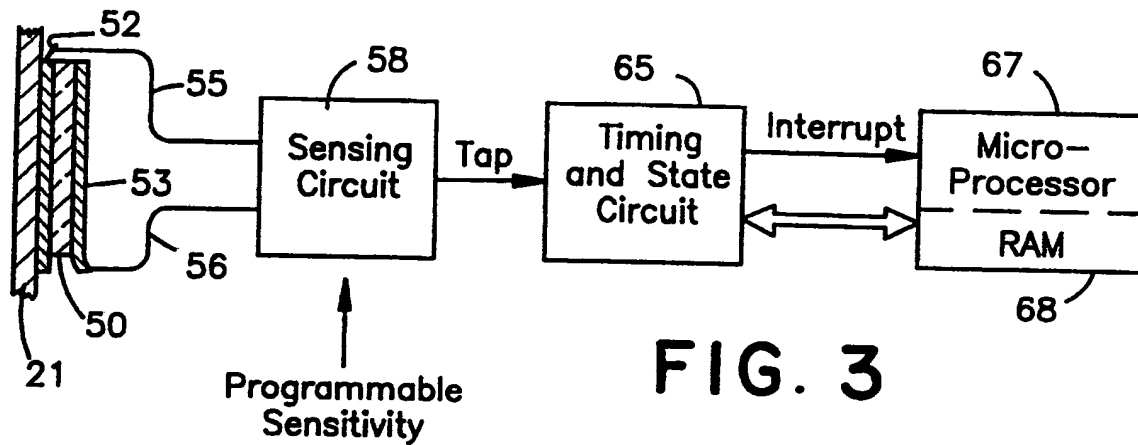 52
55
58
65
67
Sensing
Circuit
Tap
Timing
and State
Circuit
Interrupt
Micro-
Processor
RAM
53
56
50
21
68
Programmable
Sensitivity
FIG. 3